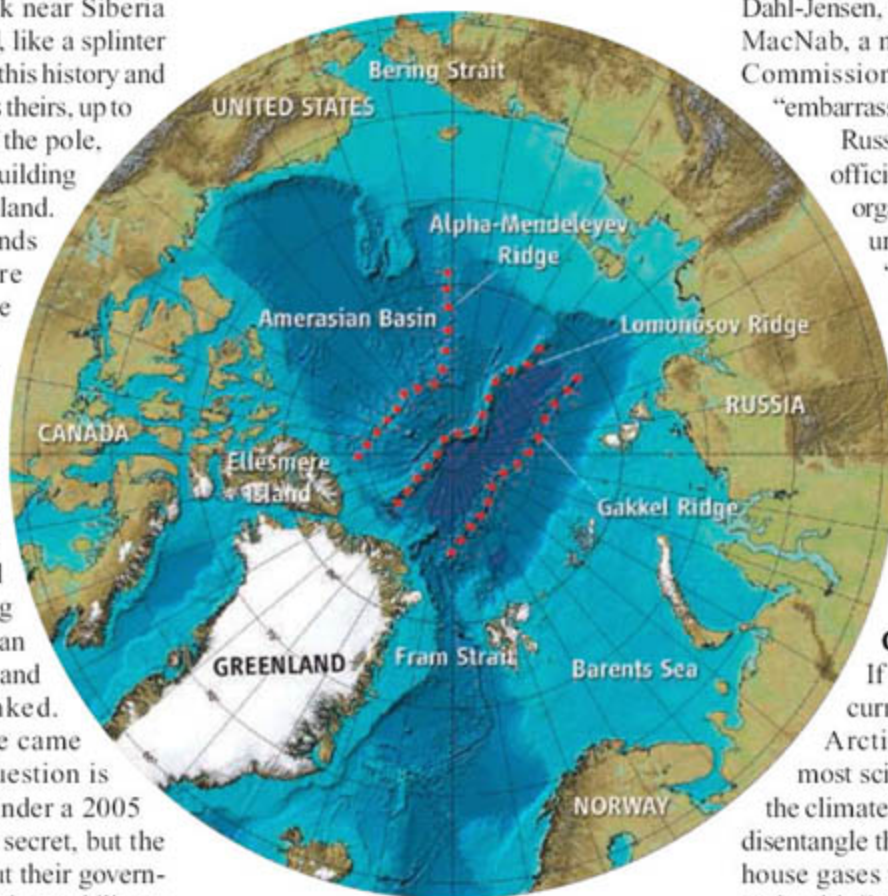 k near Siberia
, like a splinter
this history and
s theirs, up to
the pole,
uilding
land.
nds
re
e
g
an
and
nked.
e came
uestion is
nder a 2005
secret, but the
ut their govern-
Bering Strait
UNITED STATES
Alpha-Mendeleyev
Ridge
Amerasian Basin
Lomonosov Ridge
RUSSIA
CANADA
Ellesmere
Island
Gakkel Ridge
GREENLAND
Fram Strait
Barents Sea
NORWAY
Dahl-Jensen,
MacNab, a
Commission
“embarras
Russ
offici
org
If
curr
Arcti
most sci
the climate
disentangle th
house gases